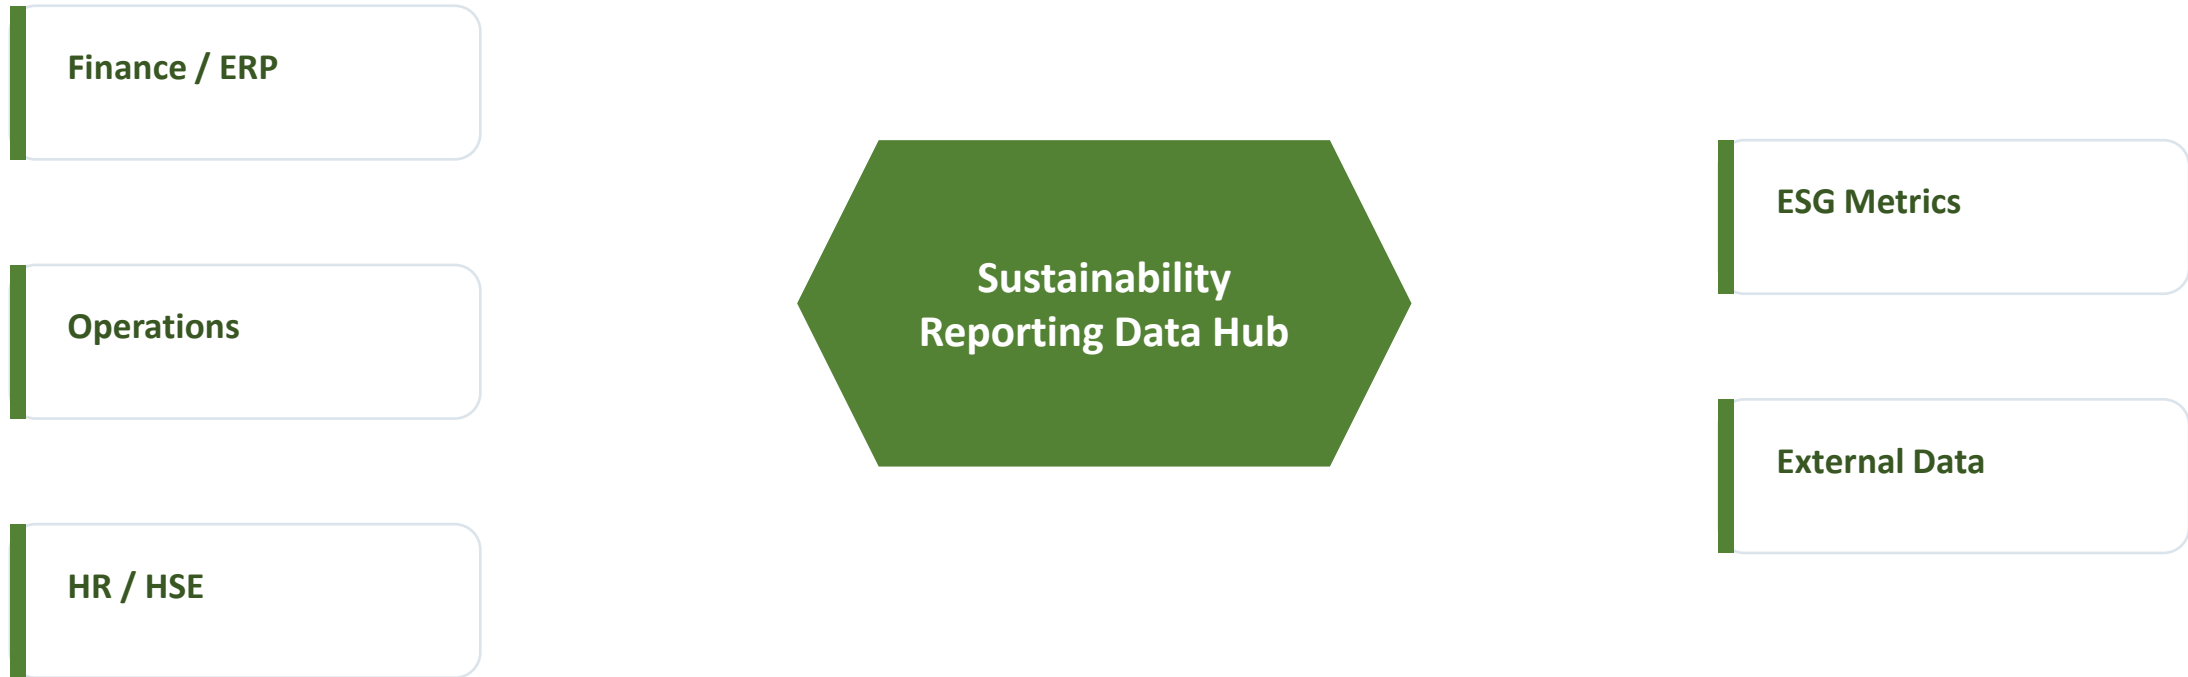 Finance / ERP
Operations
HR / HSE
Sustainability
Reporting Data Hub
ESG Metrics
External Data